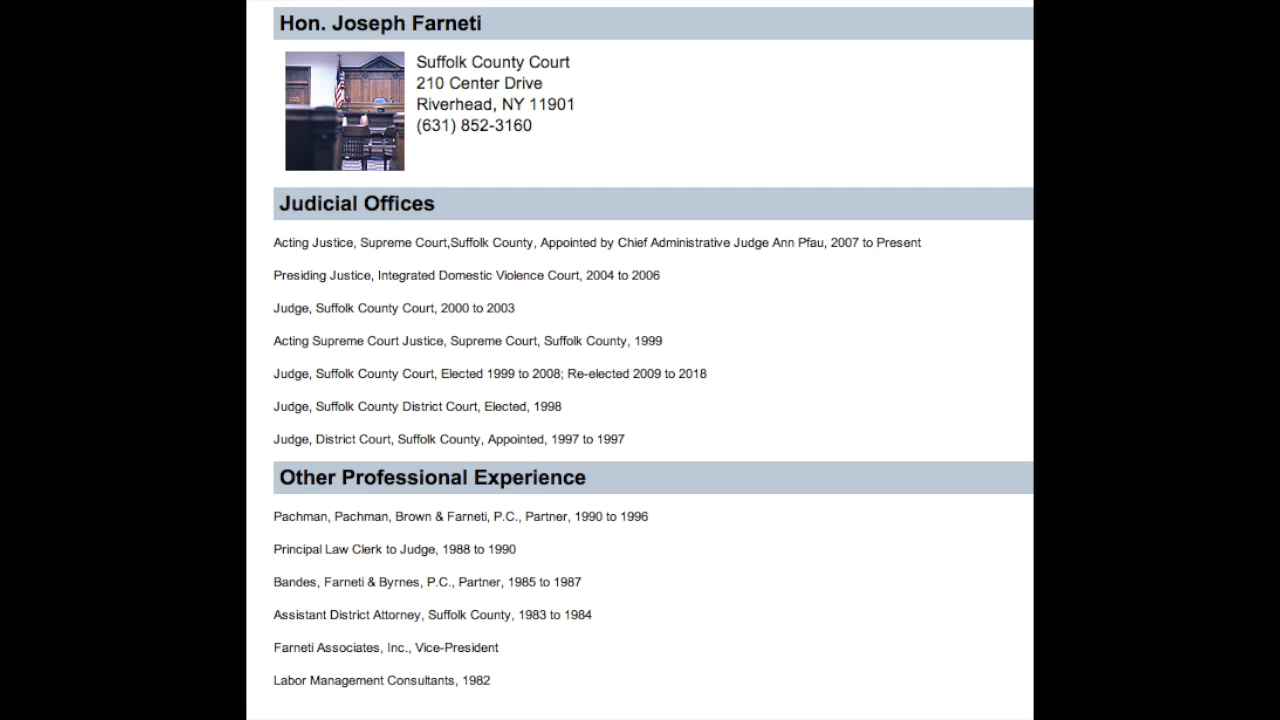 Hon. Joseph Farneti
Suffolk County Court
210 Center Drive
Riverhead, NY 11901
(631) 852-3160
Judicial Offices
Acting Justice, Supreme Court,Suffolk County, Appointed by Chief Administrative Judge Ann Pfau, 2007 to Present
Presiding Justice, Integrated Domestic Violence Court, 2004 to 2006
Judge, Suffolk County Court, 2000 to 2003
Acting Supreme Court Justice, Supreme Court, Suffolk County, 1999
Judge, Suffolk County Court, Elected 1999 to 2008; Re-elected 2009 to 2018
Judge, Suffolk County District Court, Elected, 1998
Judge, District Court, Suffolk County, Appointed, 1997 to 1997
Other Professional Experience
Pachman, Pachman, Brown & Farneti, P.C., Partner, 1990 to 1996
Principal Law Clerk to Judge, 1988 to 1990
Bandes, Farneti & Byrnes, P.C., Partner, 1985 to 1987
Assistant District Attorney, Suffolk County, 1983 to 1984
Farneti Associates, Inc., Vice-President
Labor Management Consultants, 1982